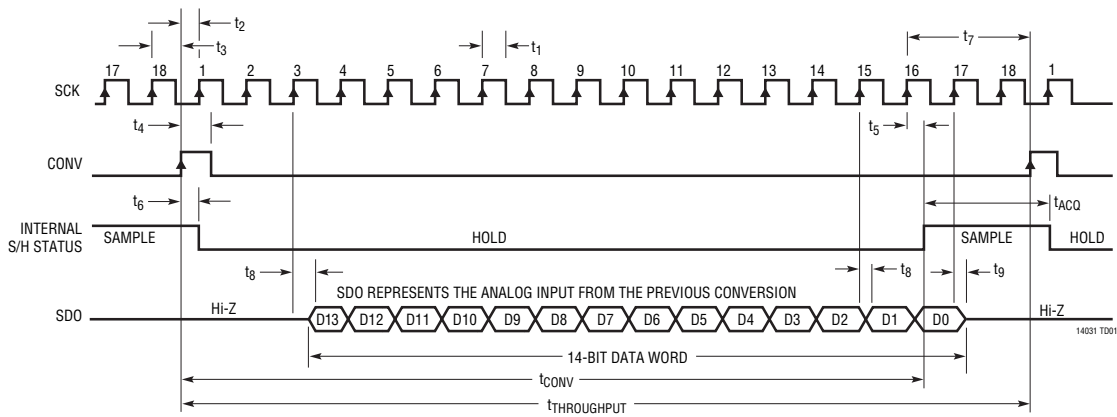 t2
t3
t1
t7
17 18 1 2 3 4 5 6 7 8 9 10 11 12 13 14 15 16 17 18 1
SCK
t4
t5
CONV
t6
tACQ
INTERNAL
S/H STATUS
SAMPLE HOLD SAMPLE HOLD
t8 t8 t9
SDO REPRESENTS THE ANALOG INPUT FROM THE PREVIOUS CONVERSION
Hi-Z Hi-Z
SDO D13 D12 D11 D10 D9 D8 D7 D6 D5 D4 D3 D2 D1 D0
14031 TD01
14-BIT DATA WORD
tCONV
tTHROUGHPUT